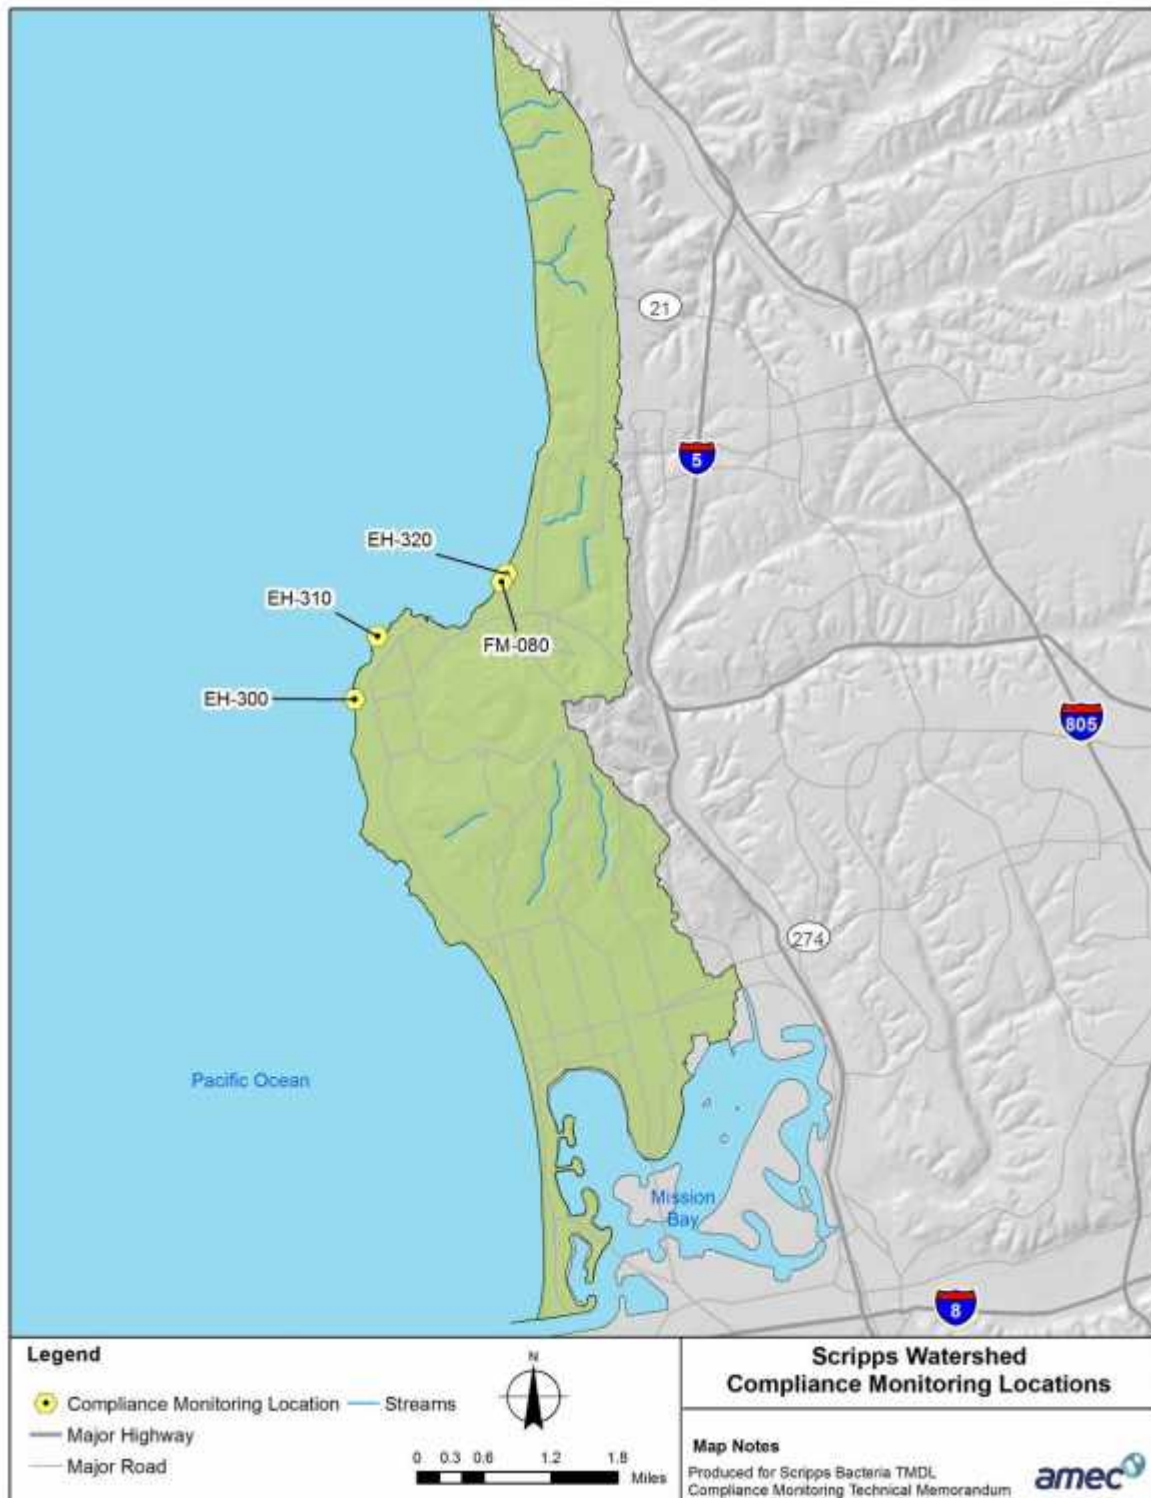 21
5
EH-320
EH-310
FM-080
EH-300
805
274
Pacific Ocean
Mission
Bay
8
Legend
Compliance Monitoring Location
Streams
Major Highway
Major Road
N
0 0.3 0.6 1.2 1.8
Miles
Scripps Watershed
Compliance Monitoring Locations
Map Notes
Produced for Scripps Bacteria TMDL
Compliance Monitoring Technical Memorandum
amec